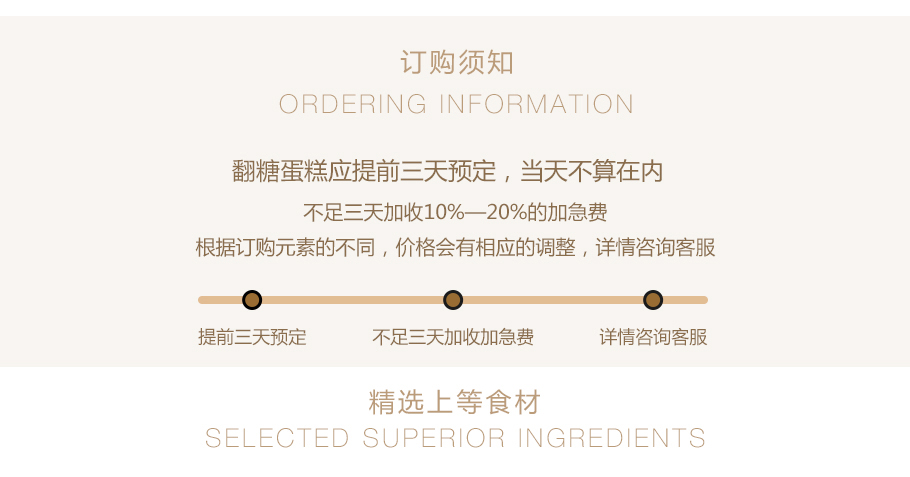 订购须知
ORDERING INFORMATION
翻糖蛋糕应提前三天预定，当天不算在内
不足三天加收10%—20%的加急费
根据订购元素的不同，价格会有相应的调整，详情咨询客服
提前三天预定
不足三天加收加急费
详情咨询客服
精选上等食材
SELECTED SUPERIOR INGREDIENTS